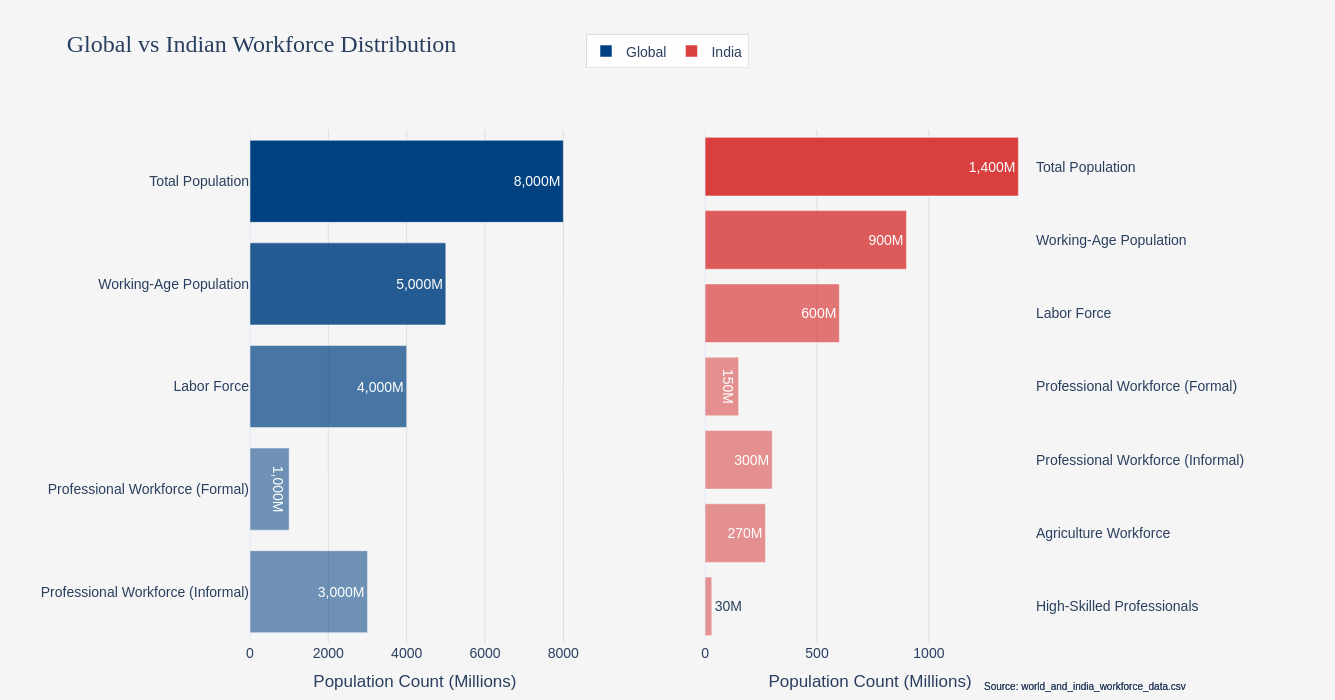 Global vs Indian Workforce Distribution
Global
India
Total Population
8,000M
Working-Age Population
5,000M
Labor Force
4,000M
Professional Workforce (Formal)
1,000M
Professional Workforce (Informal)
3,000M
0
2000
4000
6000
8000
Population Count (Millions)
1,400M
Total Population
900M
Working-Age Population
600M
Labor Force
150M
Professional Workforce (Formal)
300M
Professional Workforce (Informal)
270M
Agriculture Workforce
30M
High-Skilled Professionals
0
500
1000
Population Count (Millions)
Source: world_and_india_workforce_data.csv